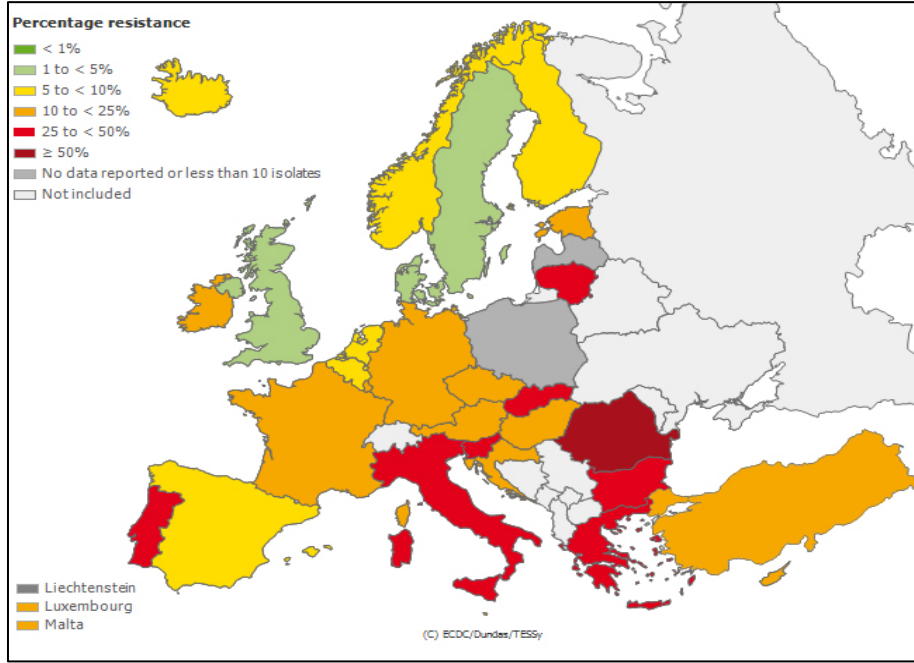 Percentage resistance
< 1%
1 to < 5%
5 to < 10%
10 to < 25%
25 to < 50%
≥ 50%
No data reported or less than 10 isolates
Not included
Liechtenstein
Luxembourg
Malta
(C) ECDC/Dundas/TESSy